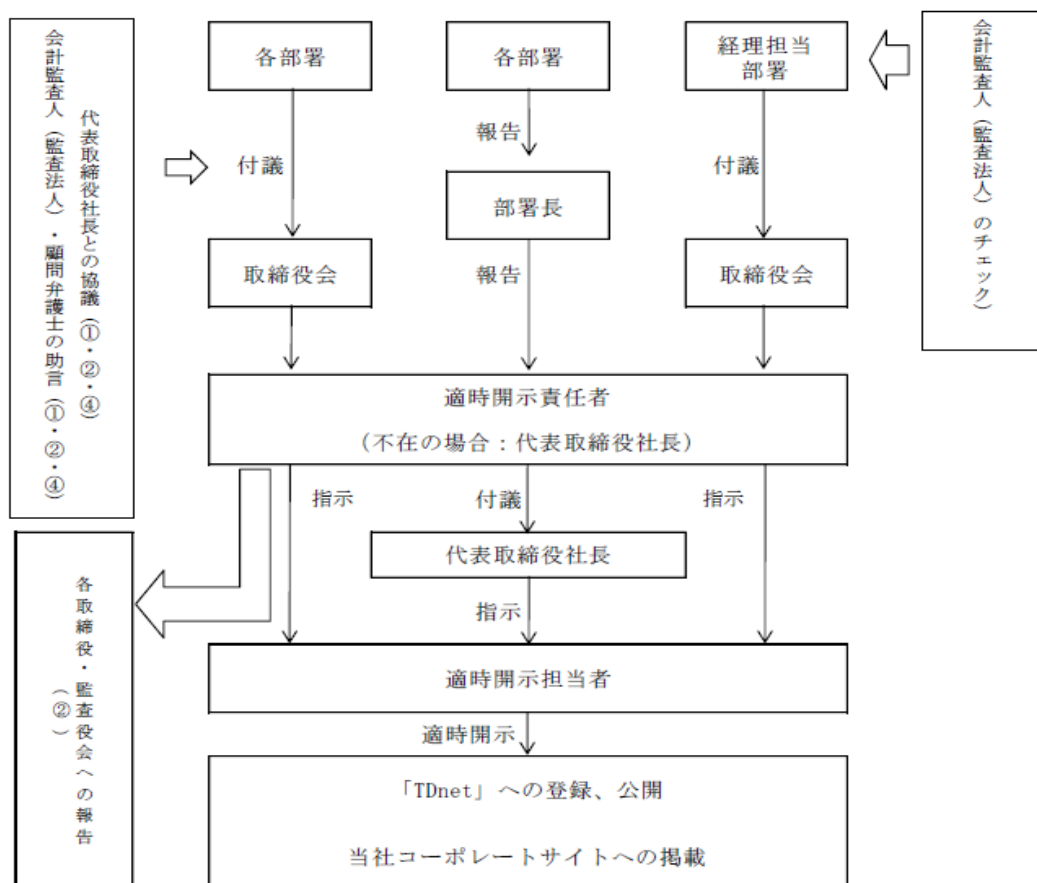 代表取締役社長との協議（①・②・④）
会計監査人（監査法人）・顧問弁護士の助言（①・②・④）
各部署
各部署
経理担当
部署
会計監査人（監査法人）のチェック）
付議
報告
付議
部署長
取締役会
報告
取締役会
適時開示責任者
（不在の場合：代表取締役社長）
指示
付議
指示
代表取締役社長
指示
各取締役・監査役会への報告
（②）
適時開示担当者
適時開示
「TDnet」への登録、公開
当社コーポレートサイトへの掲載